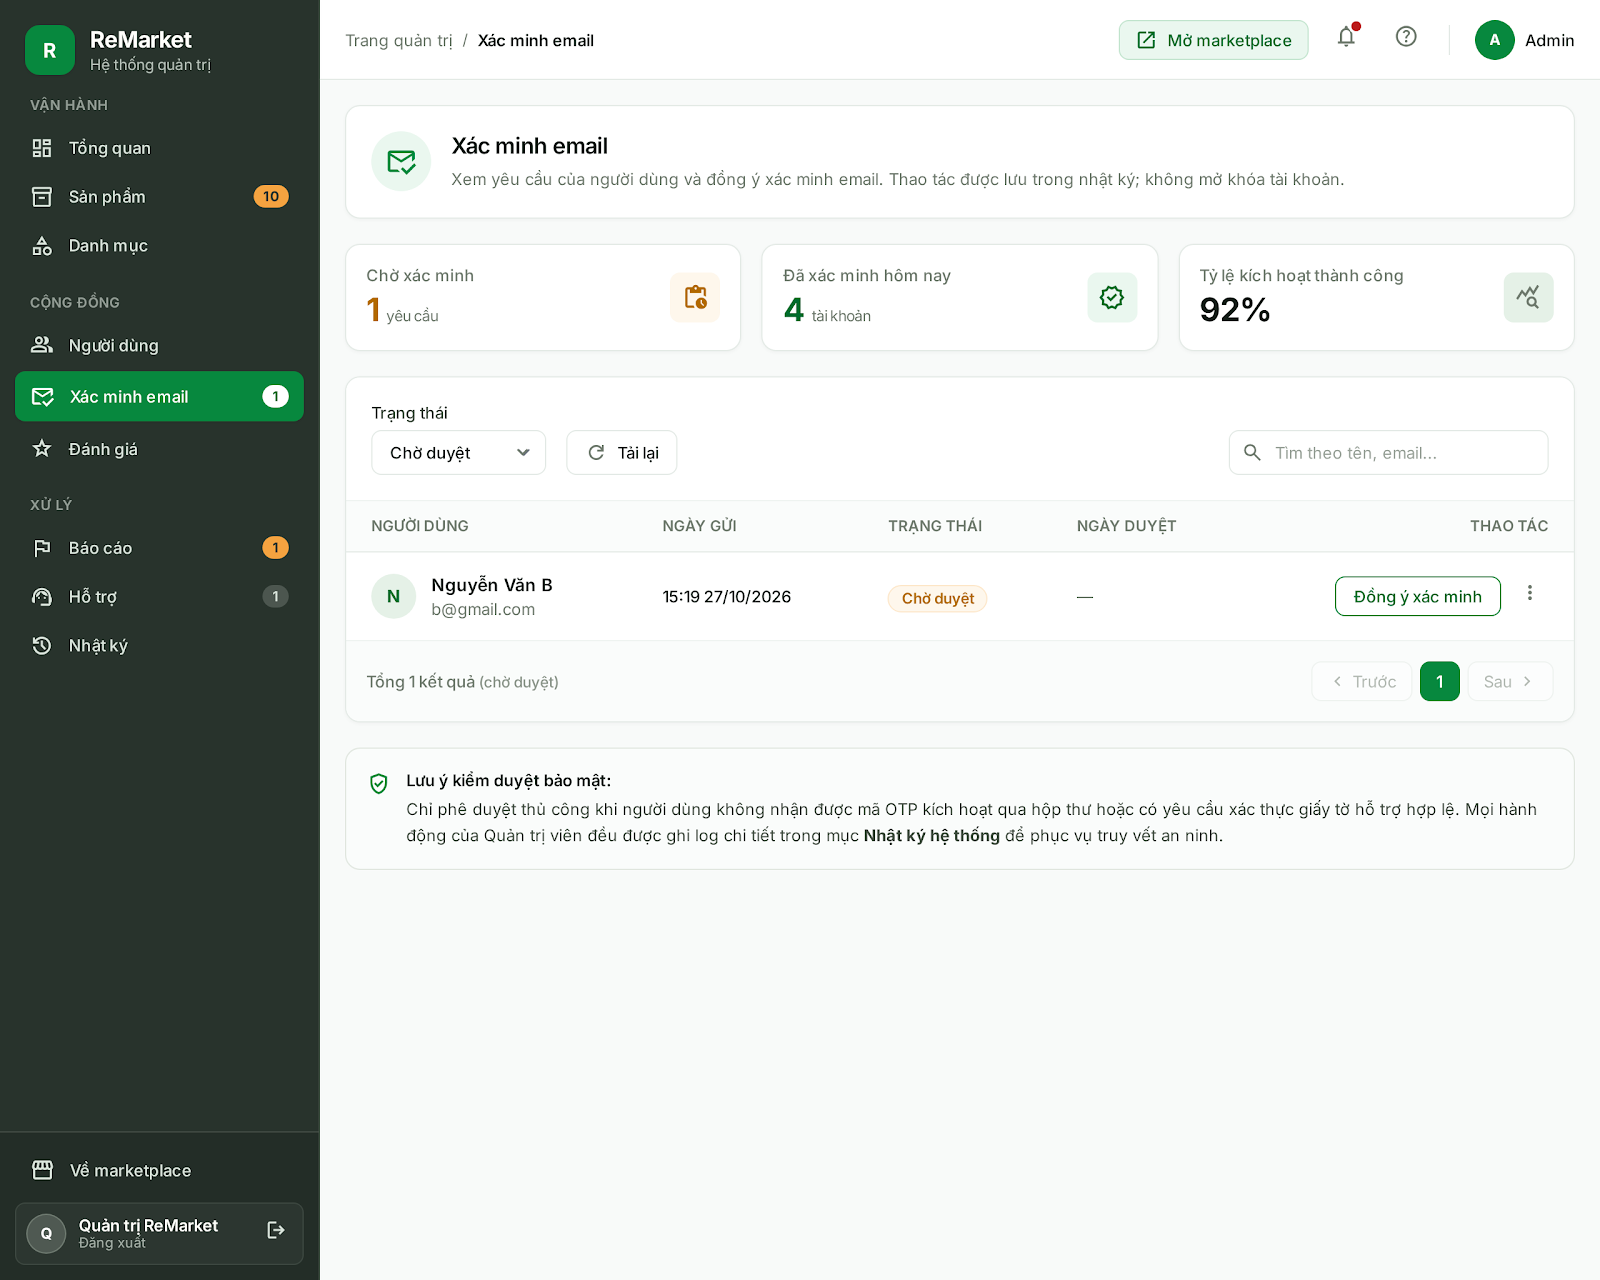 R
ReMarket
Hệ thống quản trị
VẬN HÀNH
Tổng quan
Sản phẩm
10
Danh mục
CỘNG ĐỒNG
Người dùng
Xác minh email
1
Đánh giá
XỬ LÝ
Báo cáo
1
Hỗ trợ
1
Nhật ký
Về marketplace
Q
Quản trị ReMarket
Đăng xuất
Trang quản trị / Xác minh email
Mở marketplace
A
Admin
Xác minh email
Xem yêu cầu của người dùng và đồng ý xác minh email. Thao tác được lưu trong nhật ký; không mở khóa tài khoản.
Chờ xác minh
1 yêu cầu
Đã xác minh hôm nay
4 tài khoản
Tỷ lệ kích hoạt thành công
92%
Trạng thái
Chờ duyệt
Tải lại
Tìm theo tên, email...
NGƯỜI DÙNG NGÀY GỬI TRẠNG THÁI NGÀY DUYỆT THAO TÁC
N
Nguyễn Văn B
b@gmail.com
15:19 27/10/2026
Chờ duyệt
—
Đồng ý xác minh
Tổng 1 kết quả (chờ duyệt)
Trước
1
Sau
Lưu ý kiểm duyệt bảo mật:
Chỉ phê duyệt thủ công khi người dùng không nhận được mã OTP kích hoạt qua hộp thư hoặc có yêu cầu xác thực giấy tờ hỗ trợ hợp lệ. Mọi hành
động của Quản trị viên đều được ghi log chi tiết trong mục Nhật ký hệ thống để phục vụ truy vết an ninh.